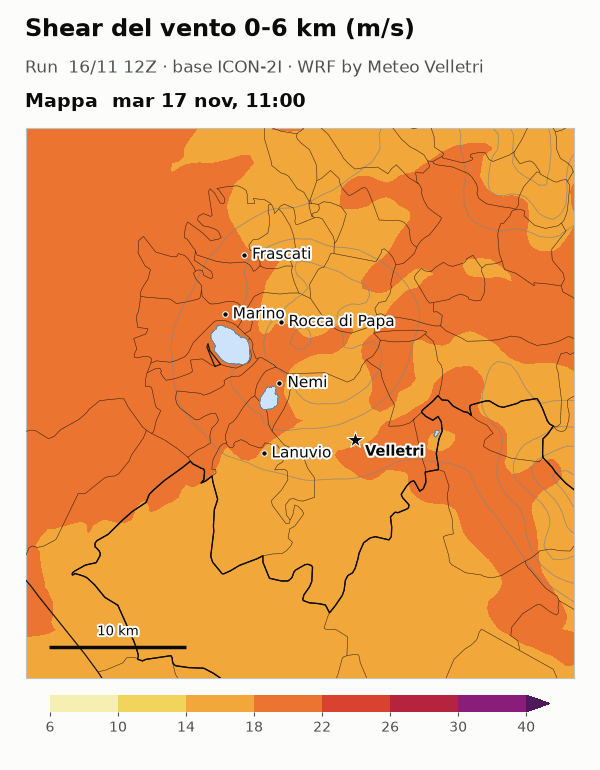 Shear del vento 0-6 km (m/s)
Run  16/11 12Z · base ICON-2I · WRF by Meteo Velletri
Mappa  mar 17 nov, 11:00
Frascati
Marino
Rocca di Papa
Nemi
Velletri
Lanuvio
10 km
6 10 14 18 22 26 30 40